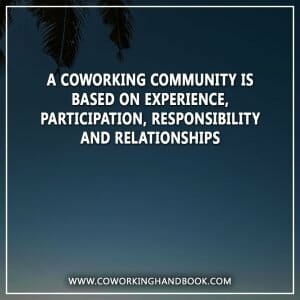 A COWORKING COMMUNITY IS
BASED ON EXPERIENCE,
PARTICIPATION, RESPONSIBILITY
AND RELATIONSHIPS
WWW.COWORKINGHANDBOOK.COM